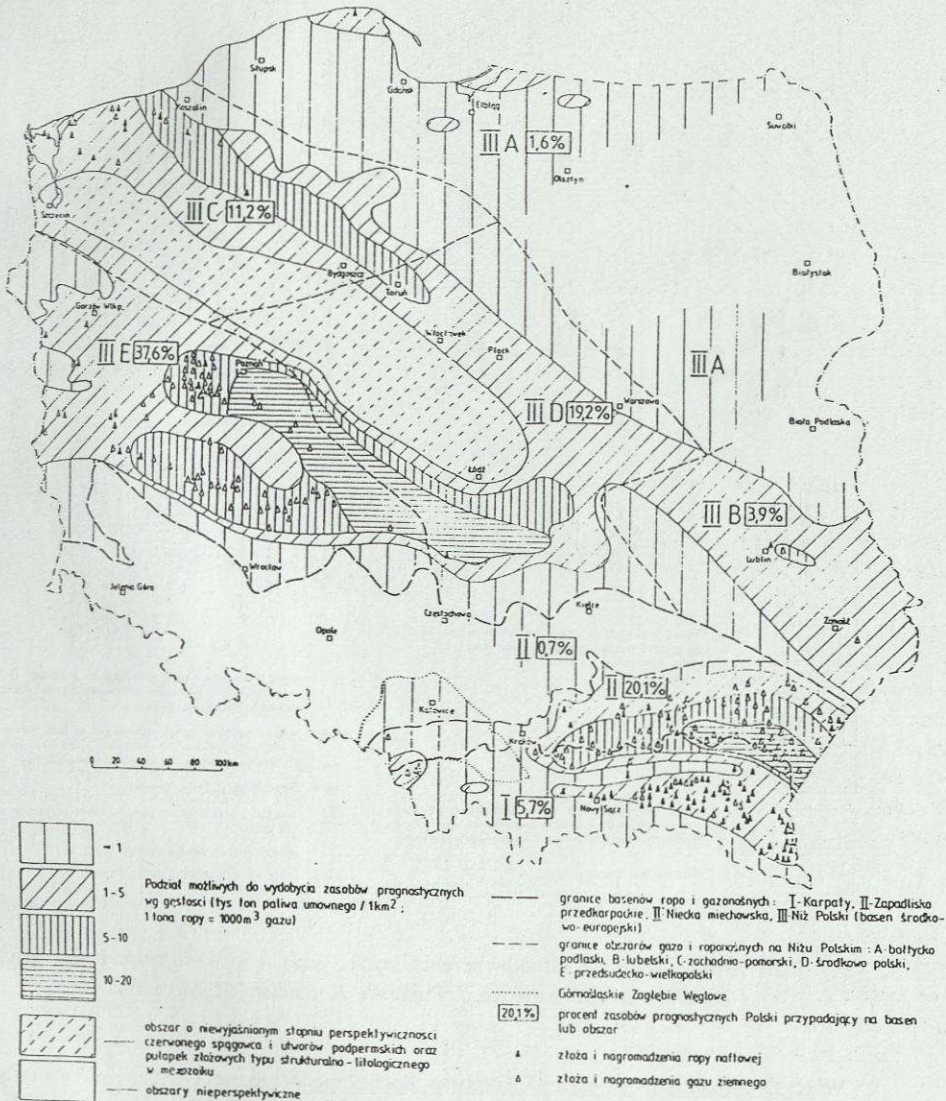 Słupsk
Gdańsk
Koszalin
Elbląg
Suwałki
III A 1,6%
Olsztyn
III C 11,2%
Szczecin
Białystok
Bydgoszcz
Toruń
Gorzów Wlkp.
Włocławek
Płock
III E 37,6%
Poznań
III A
III D 19,2%
Warszawa
Biała Podlaska
Łódź
III B 3,9%
Lublin
Wrocław
Jelenia Góra
Zamość
Częstochowa
Kielce
Opole
II' 0,7%
II 20,1%
Katowice
Kraków
I 5,7%
Nowy Sącz
0 20 40 60 80 100 km
→ 1
1-5
5-10
10-20
Podział możliwych do wydobycia zasobów prognostycznych
wg gęstości (tys ton paliwa umownego / 1km² ;
1 tona ropy = 1000m³ gazu)
obszar o niewyjaśnionym stopniu perspektywiczności
czerwonego spągowca i utworów podpermskich oraz
pułapek złożowych typu strukturalno-litologicznego
w mezozoiku
obszary nieperspektywiczne
granice basenów ropo i gazonośnych: I-Karpaty, II-Zapadlisko
przedkarpackie, II'-Niecka miechowska, III-Niż Polski (basen środko-
wo-europejski)
granice obszarów gazo i roponośnych na Niżu Polskim: A-bałtycko
podlaski, B-lubelski, C-zachodnio-pomorski, D-środkowo polski,
E-przedsudecko-wielkopolski
Górnośląskie Zagłębie Węglowe
20,1% procent zasobów prognostycznych Polski przypadający na basen
lub obszar
złoża i nagromadzenia ropy naftowej
złoża i nagromadzenia gazu ziemnego